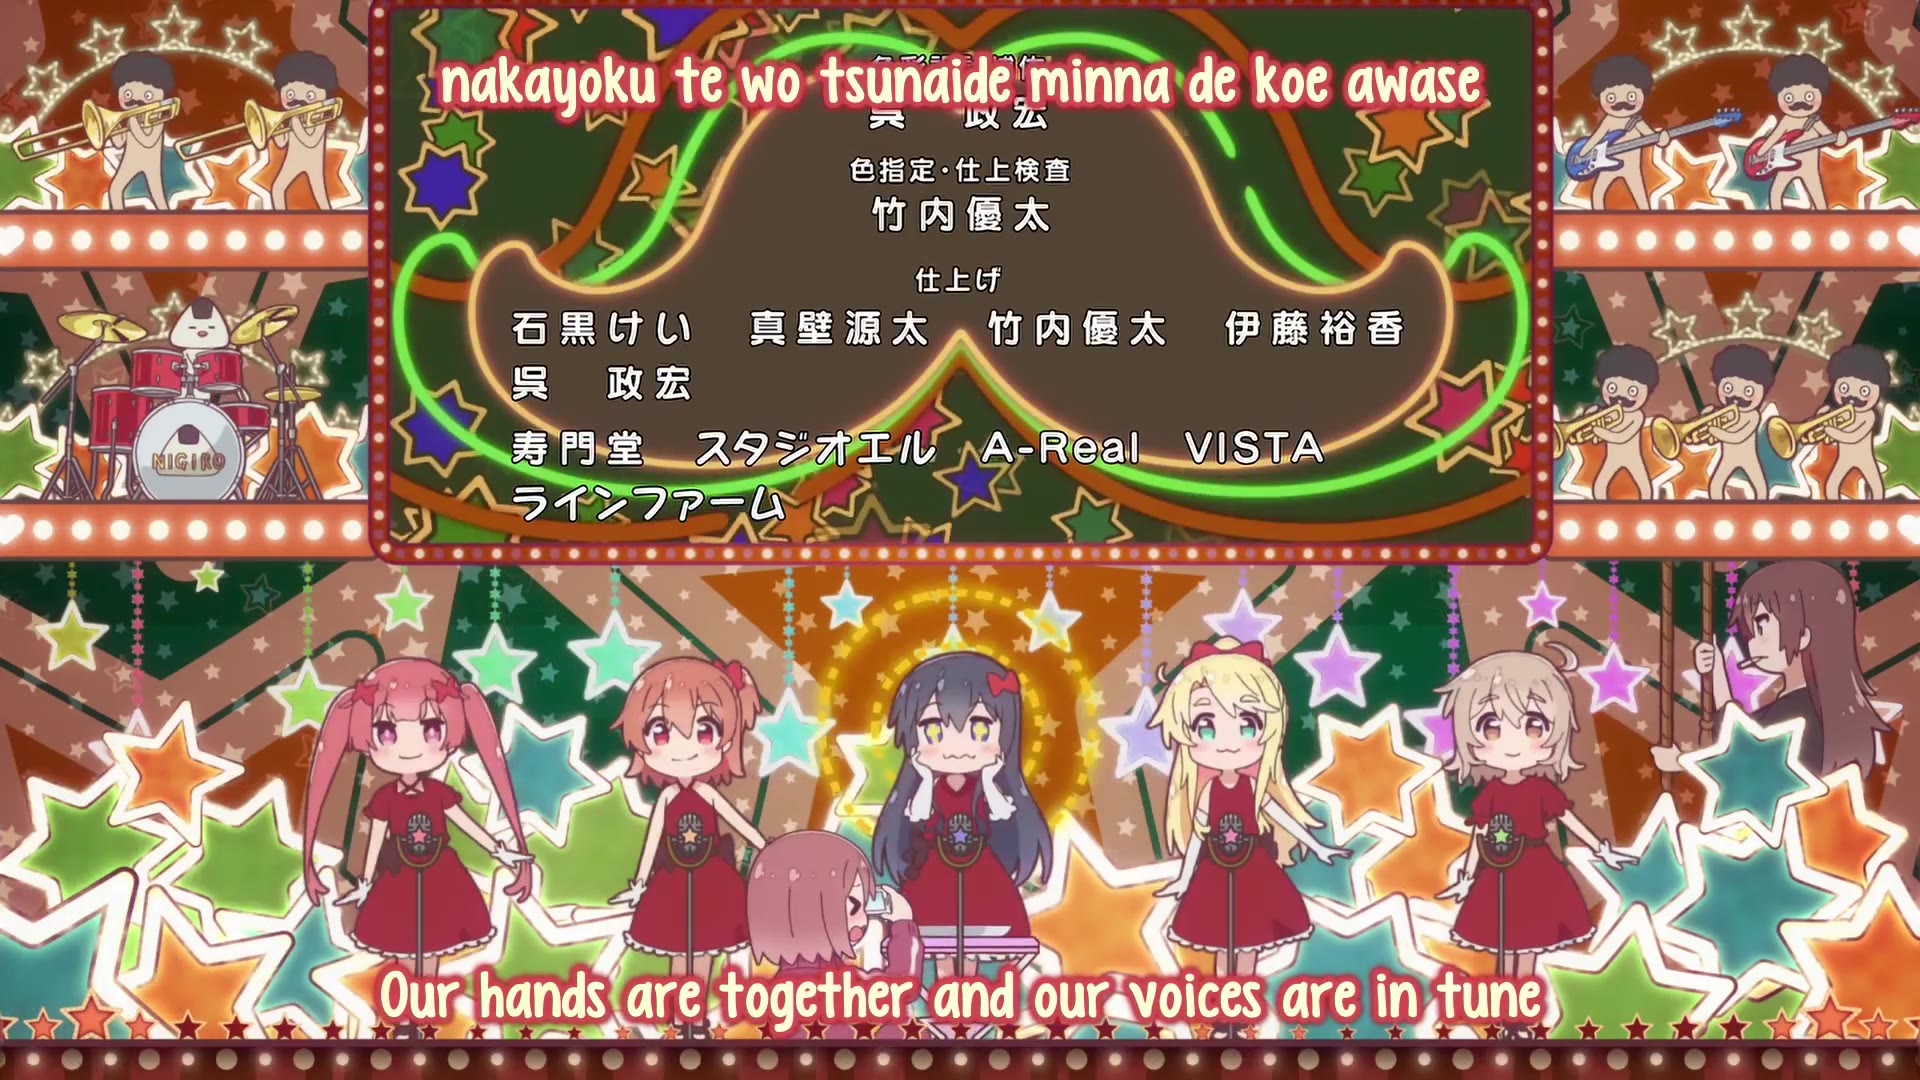 nakayoku te wo tsunaide minna de koe awase
呉　政宏
色指定・仕上検査
竹内優太
仕上げ
石黒けい　真壁源太　竹内優太　伊藤裕香
呉　政宏
寿門堂　スタジオエル　A-Real　VISTA
ラインファーム
NIGIRO
Our hands are together and our voices are in tune